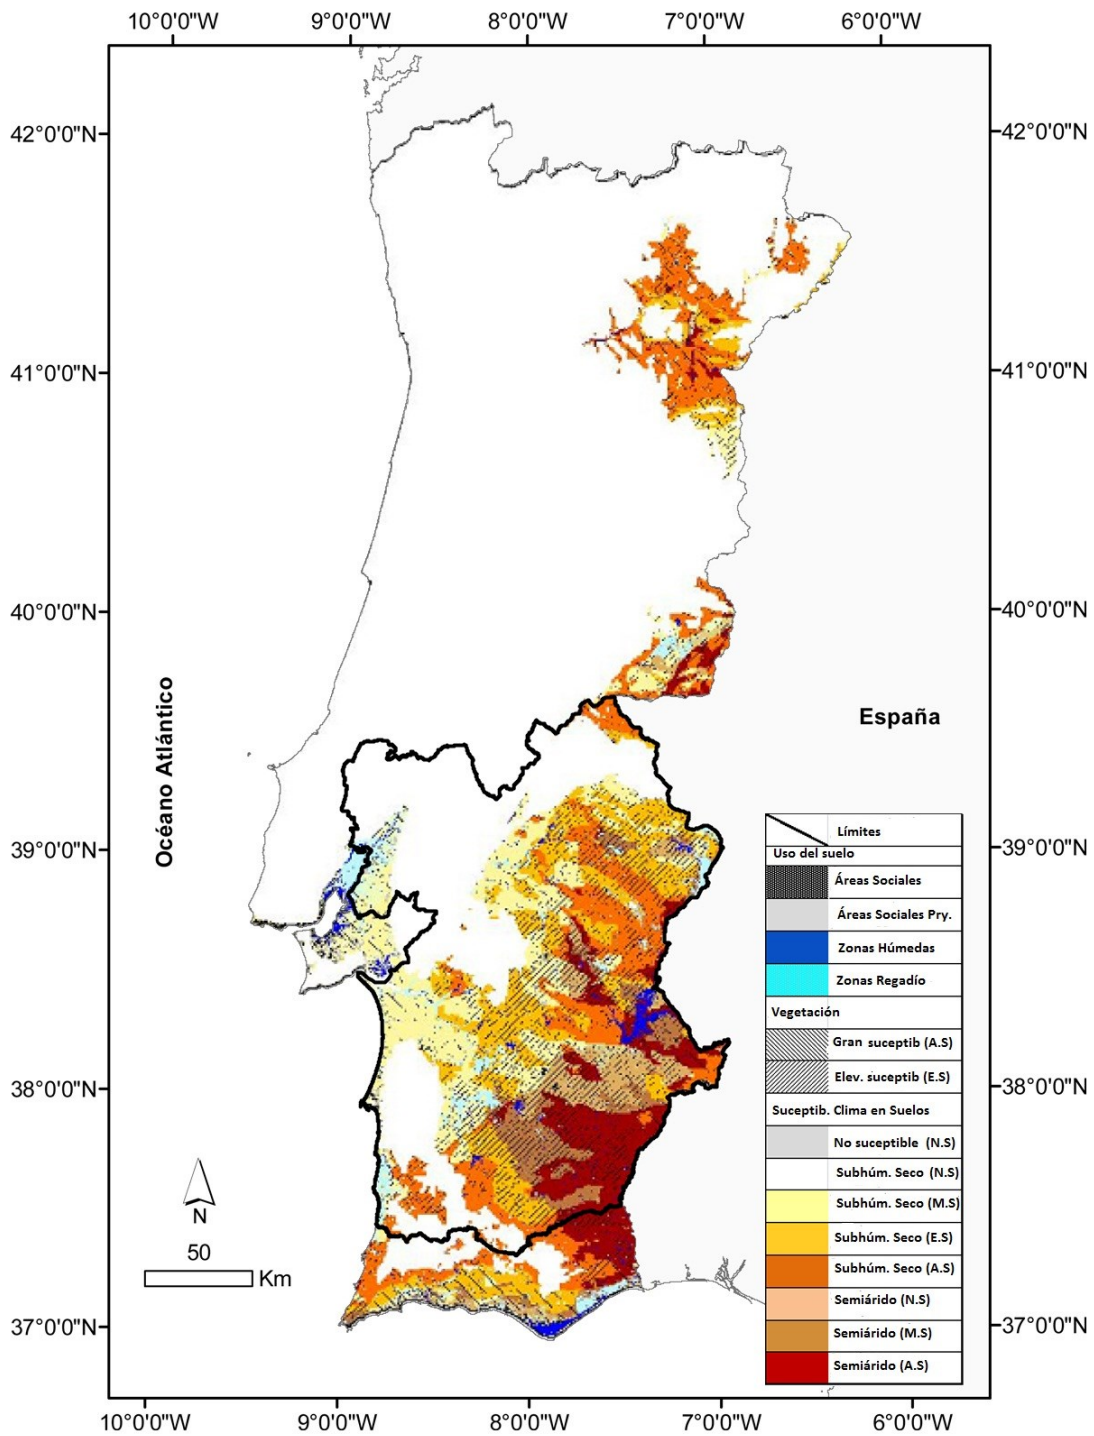 10°0'0"W 9°0'0"W 8°0'0"W 7°0'0"W 6°0'0"W
42°0'0"N
42°0'0"N
41°0'0"N
41°0'0"N
40°0'0"N
40°0'0"N
Océano Atlántico
España
39°0'0"N
39°0'0"N
38°0'0"N
38°0'0"N
37°0'0"N
37°0'0"N
N
50
Km
Límites
Uso del suelo
Áreas Sociales
Áreas Sociales Pry.
Zonas Húmedas
Zonas Regadío
Vegetación
Gran suceptib (A.S)
Elev. suceptib (E.S)
Suceptib. Clima en Suelos
No suceptible (N.S)
Subhúm. Seco (N.S)
Subhúm. Seco (M.S)
Subhúm. Seco (E.S)
Subhúm. Seco (A.S)
Semiárido (N.S)
Semiárido (M.S)
Semiárido (A.S)
10°0'0"W 9°0'0"W 8°0'0"W 7°0'0"W 6°0'0"W